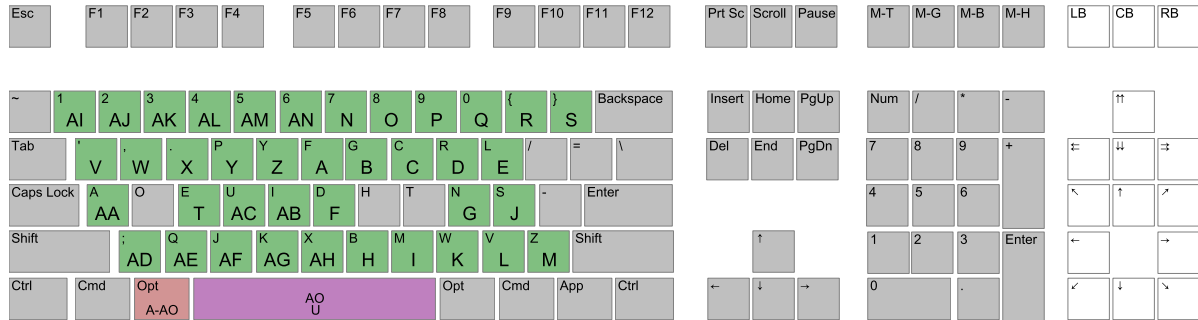 Esc F1 F2 F3 F4 F5 F6 F7 F8 F9 F10 F11 F12 Prt Sc Scroll Pause M-T M-G M-B M-H LB CB RB
~ 1 2 3 4 5 6 7 8 9 0 { } Backspace Insert Home PgUp Num / * - ⇈
AI AJ AK AL AM AN N O P Q R S
Tab ' , . P Y F G C R L / = \ Del End PgDn 7 8 9 + ⇇ ⇊ ⇉
V W X Y Z A B C D E
Caps Lock A O E U I D H T N S - Enter 4 5 6 ↖ ↑ ↗
AA T AC AB F G J
Shift ; Q J K X B M W V Z Shift ↑ 1 2 3 Enter ← →
AD AE AF AG AH H I K L M
Ctrl Cmd Opt Opt Cmd App Ctrl ← ↓ → 0 . ↙ ↓ ↘
AO
A-AO U